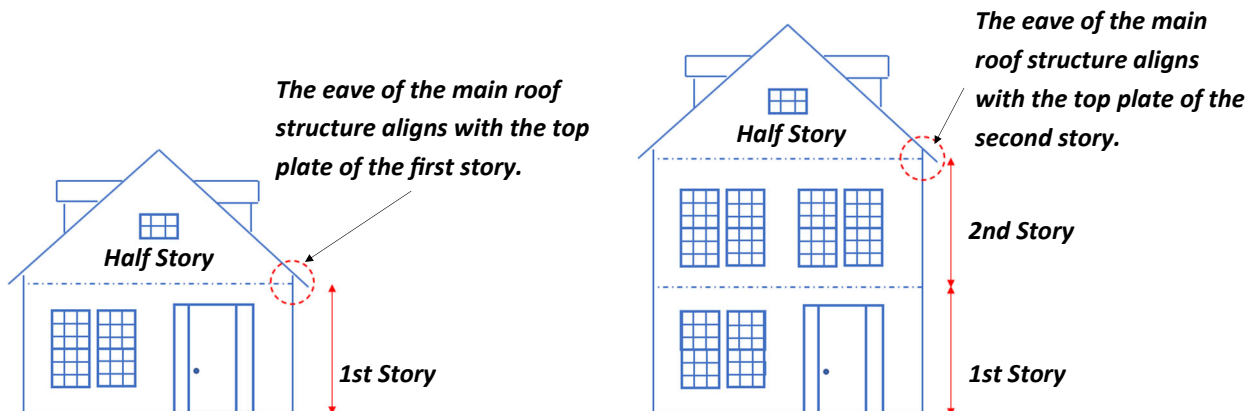 The eave of the main roof
structure aligns with the top
plate of the first story.
Half Story
1st Story
The eave of the main
roof structure aligns
with the top plate of the
second story.
Half Story
2nd Story
1st Story